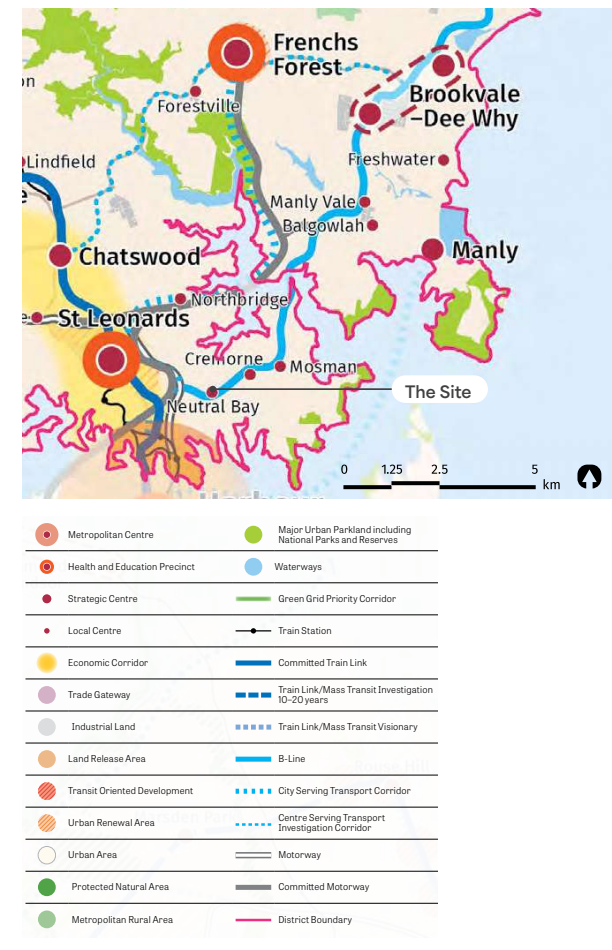 Frenchs
Forest
Forestville
Brookvale
–Dee Why
on
Lindfield
e
Freshwater
Manly Vale
Balgowlah
Chatswood
Manly
Northbridge
e
St Leonards
Cremorne
Mosman
The Site
Neutral Bay
0 1.25 2.5 5
km
Harbour
Metropolitan Centre
Health and Education Precinct
Strategic Centre
Local Centre
Economic Corridor
Trade Gateway
Industrial Land
Land Release Area
Transit Oriented Development
Urban Renewal Area
Urban Area
Protected Natural Area
Metropolitan Rural Area
Major Urban Parkland including
National Parks and Reserves
Waterways
Green Grid Priority Corridor
Train Station
Committed Train Link
Train Link/Mass Transit Investigation
10–20 years
Train Link/Mass Transit Visionary
B-Line
City Serving Transport Corridor
Centre Serving Transport
Investigation Corridor
Motorway
Committed Motorway
District Boundary